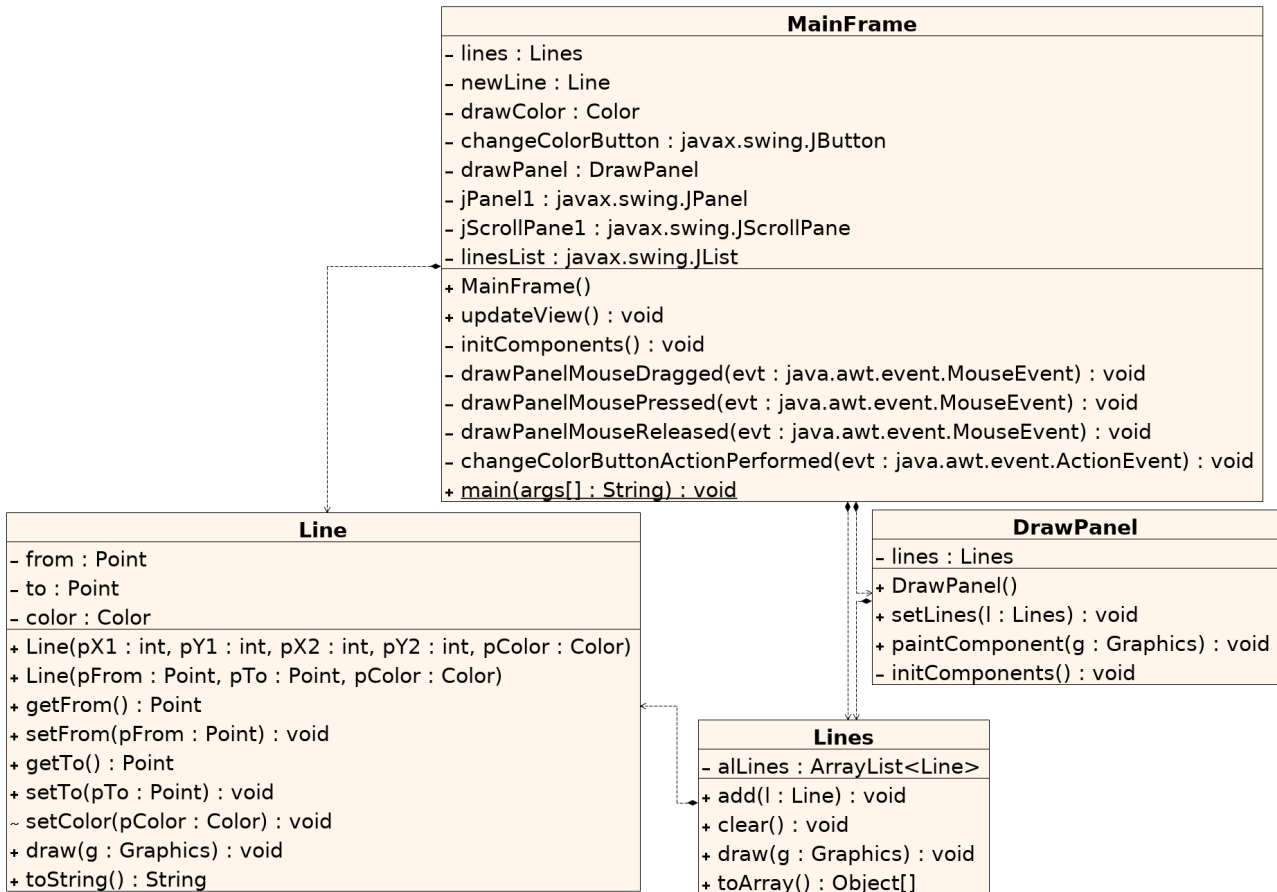 MainFrame
- lines : Lines
- newLine : Line
- drawColor : Color
- changeColorButton : javax.swing.JButton
- drawPanel : DrawPanel
- jPanel1 : javax.swing.JPanel
- jScrollPane1 : javax.swing.JScrollPane
- linesList : javax.swing.JList
+ MainFrame()
+ updateView() : void
- initComponents() : void
- drawPanelMouseDragged(evt : java.awt.event.MouseEvent) : void
- drawPanelMousePressed(evt : java.awt.event.MouseEvent) : void
- drawPanelMouseReleased(evt : java.awt.event.MouseEvent) : void
- changeColorButtonActionPerformed(evt : java.awt.event.ActionEvent) : void
+ main(args[] : String) : void
Line
- from : Point
- to : Point
- color : Color
+ Line(pX1 : int, pY1 : int, pX2 : int, pY2 : int, pColor : Color)
+ Line(pFrom : Point, pTo : Point, pColor : Color)
+ getFrom() : Point
+ setFrom(pFrom : Point) : void
+ getTo() : Point
+ setTo(pTo : Point) : void
~ setColor(pColor : Color) : void
+ draw(g : Graphics) : void
+ toString() : String
DrawPanel
- lines : Lines
+ DrawPanel()
+ setLines(l : Lines) : void
+ paintComponent(g : Graphics) : void
- initComponents() : void
Lines
- alLines : ArrayList<Line>
+ add(l : Line) : void
+ clear() : void
+ draw(g : Graphics) : void
+ toArray() : Object[]